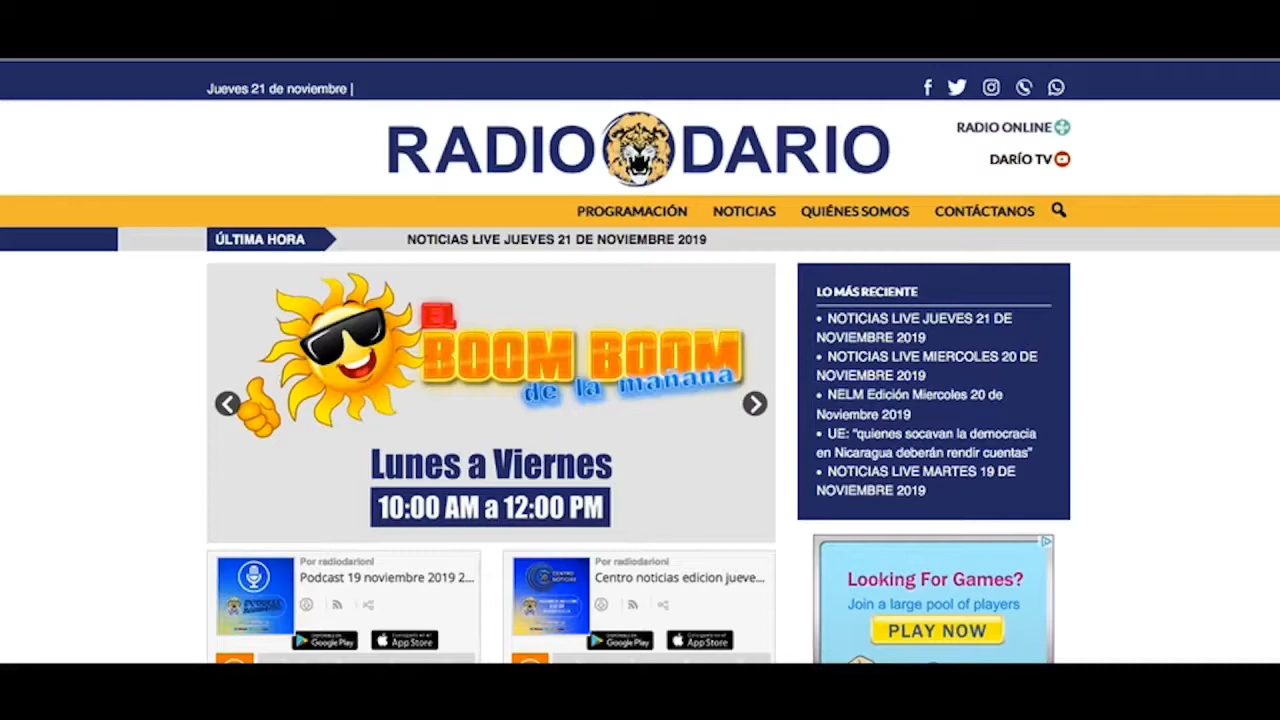 Jueves 21 de noviembre |
RADIO DARIO
RADIO ONLINE
DARÍO TV
PROGRAMACIÓN NOTICIAS QUIÉNES SOMOS CONTÁCTANOS
ÚLTIMA HORA
NOTICIAS LIVE JUEVES 21 DE NOVIEMBRE 2019
EL
BOOM BOOM
de la mañana
Lunes a Viernes
10:00 AM a 12:00 PM
LO MÁS RECIENTE
• NOTICIAS LIVE JUEVES 21 DE
NOVIEMBRE 2019
• NOTICIAS LIVE MIERCOLES 20 DE
NOVIEMBRE 2019
• NELM Edición Miercoles 20 de
Noviembre 2019
• UE: "quienes socavan la democracia
en Nicaragua deberán rendir cuentas"
• NOTICIAS LIVE MARTES 19 DE
NOVIEMBRE 2019
Por radiodarioni
Podcast 19 noviembre 2019 2...
Google Play
App Store
Por radiodarioni
Centro noticias edicion jueve...
CENTRO
NOTICIAS
Google Play
App Store
Looking For Games?
Join a large pool of players
PLAY NOW